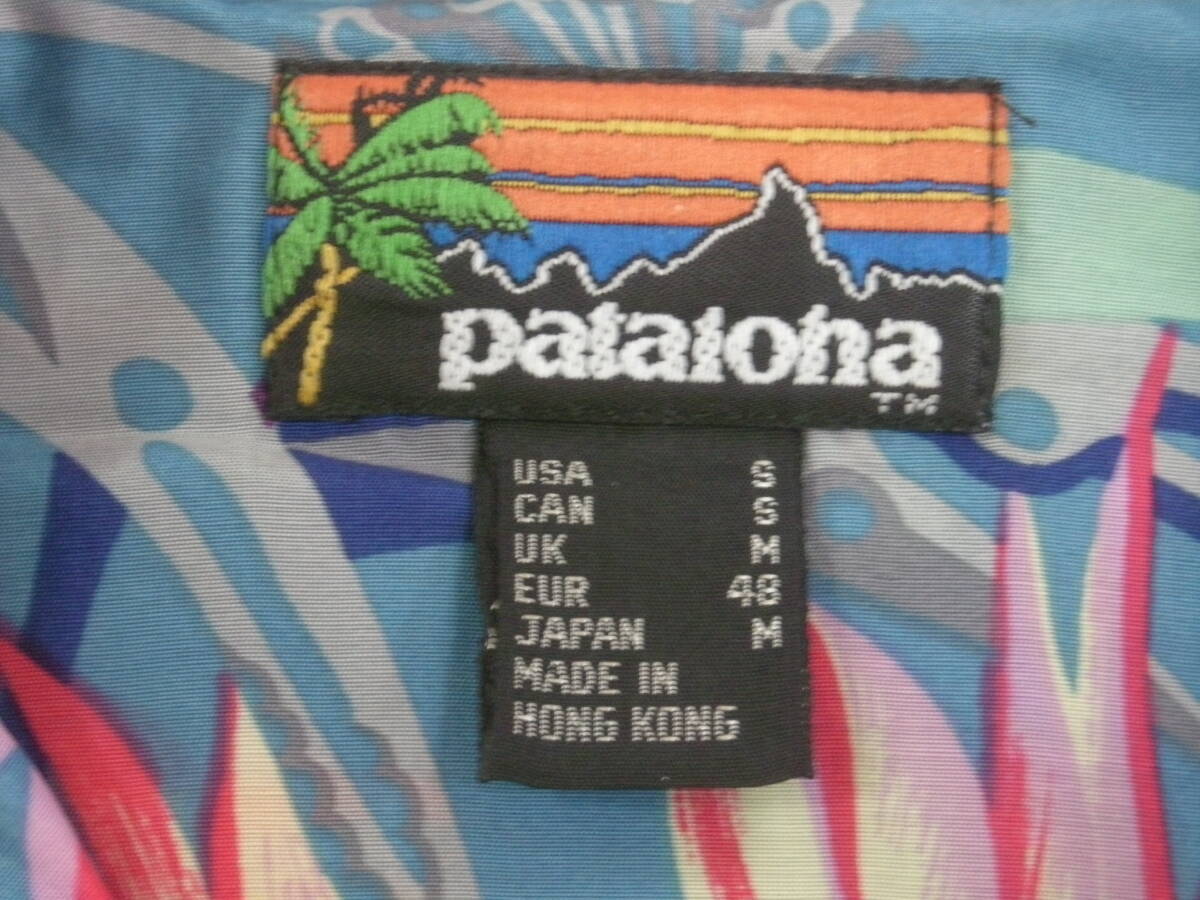 pataloha
TM
USA S
CAN S
UK M
EUR 48
JAPAN M
MADE IN
HONG KONG